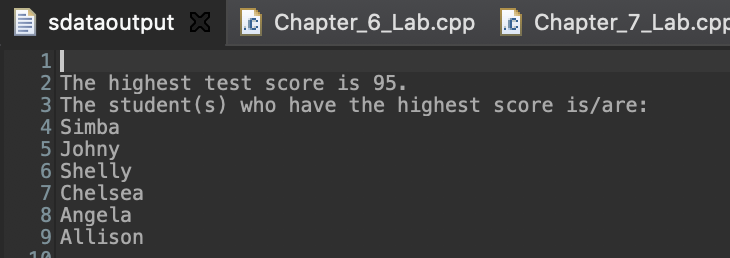 sdataoutput Chapter_6_Lab.cpp Chapter_7_Lab.cpp
1
2 The highest test score is 95.
3 The student(s) who have the highest score is/are:
4 Simba
5 Johny
6 Shelly
7 Chelsea
8 Angela
9 Allison
10